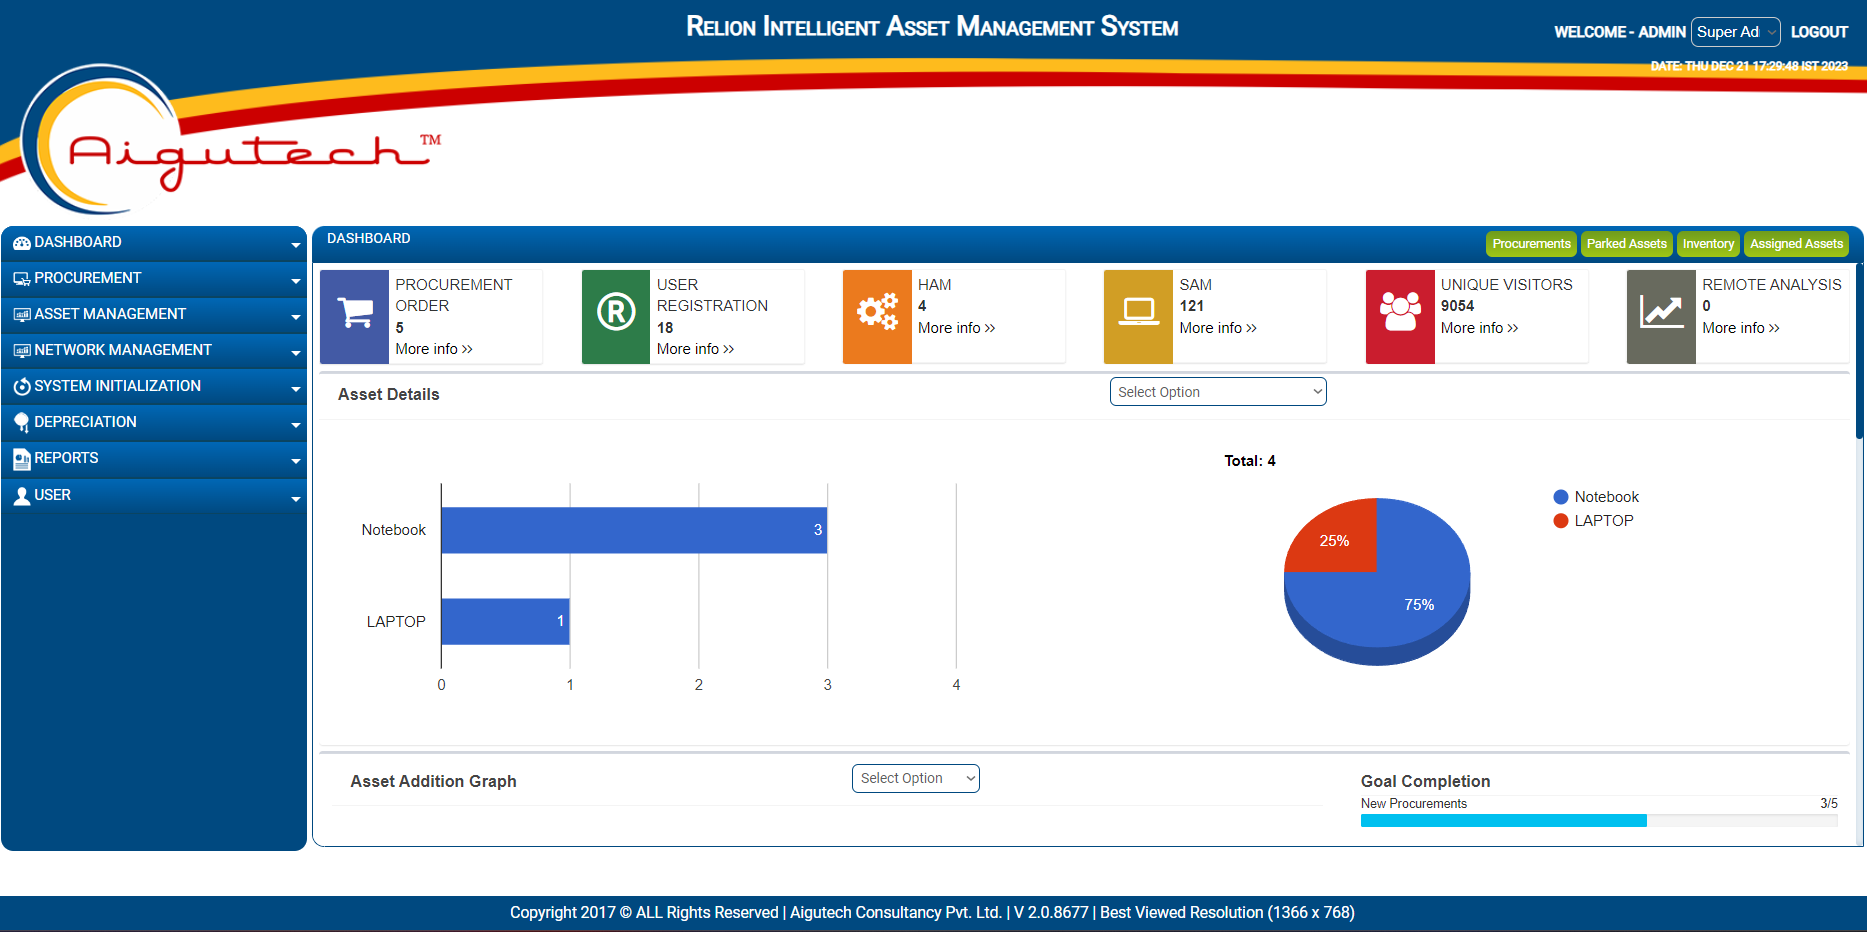 Relion Intelligent Asset Management System
WELCOME - ADMIN Super Ad LOGOUT
DATE: THU DEC 21 17:29:48 IST 2023
Aigutech™
DASHBOARD
PROCUREMENT
ASSET MANAGEMENT
NETWORK MANAGEMENT
SYSTEM INITIALIZATION
DEPRECIATION
REPORTS
USER
DASHBOARD
Procurements Parked Assets Inventory Assigned Assets
PROCUREMENT
ORDER
5
More info >>
USER
REGISTRATION
18
More info >>
HAM
4
More info >>
SAM
121
More info >>
UNIQUE VISITORS
9054
More info >>
REMOTE ANALYSIS
0
More info >>
Asset Details
Select Option
Notebook
3
LAPTOP
1
0 1 2 3 4
Total: 4
25%
75%
Notebook
LAPTOP
Asset Addition Graph
Select Option
Goal Completion
New Procurements 3/5
Copyright 2017 © ALL Rights Reserved | Aigutech Consultancy Pvt. Ltd. | V 2.0.8677 | Best Viewed Resolution (1366 x 768)